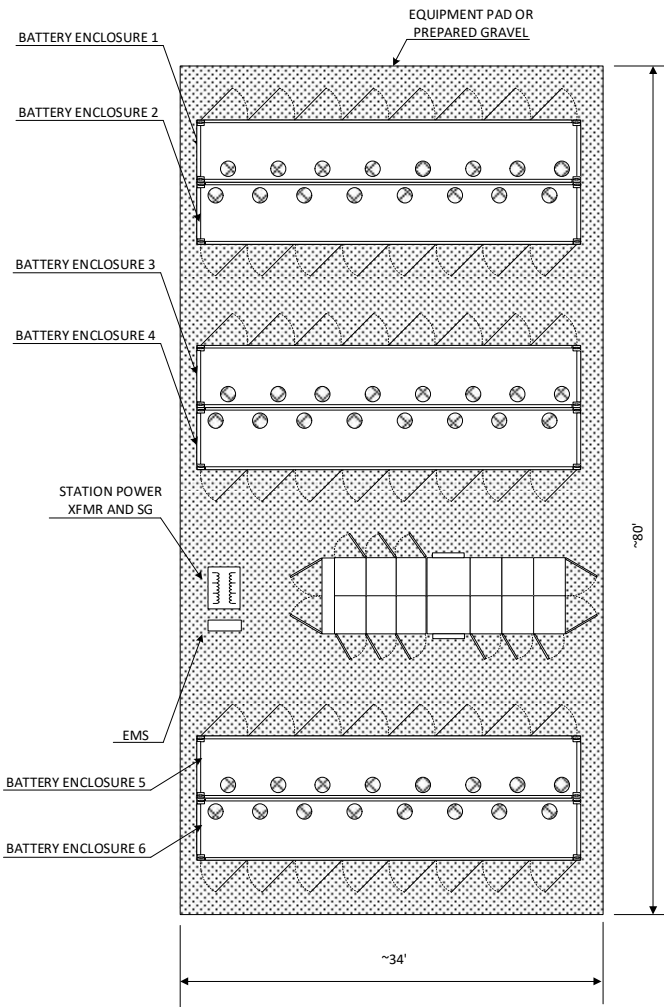 EQUIPMENT PAD OR
PREPARED GRAVEL
BATTERY ENCLOSURE 1
BATTERY ENCLOSURE 2
BATTERY ENCLOSURE 3
BATTERY ENCLOSURE 4
STATION POWER
XFMR AND SG
~80'
EMS
BATTERY ENCLOSURE 5
BATTERY ENCLOSURE 6
~34'